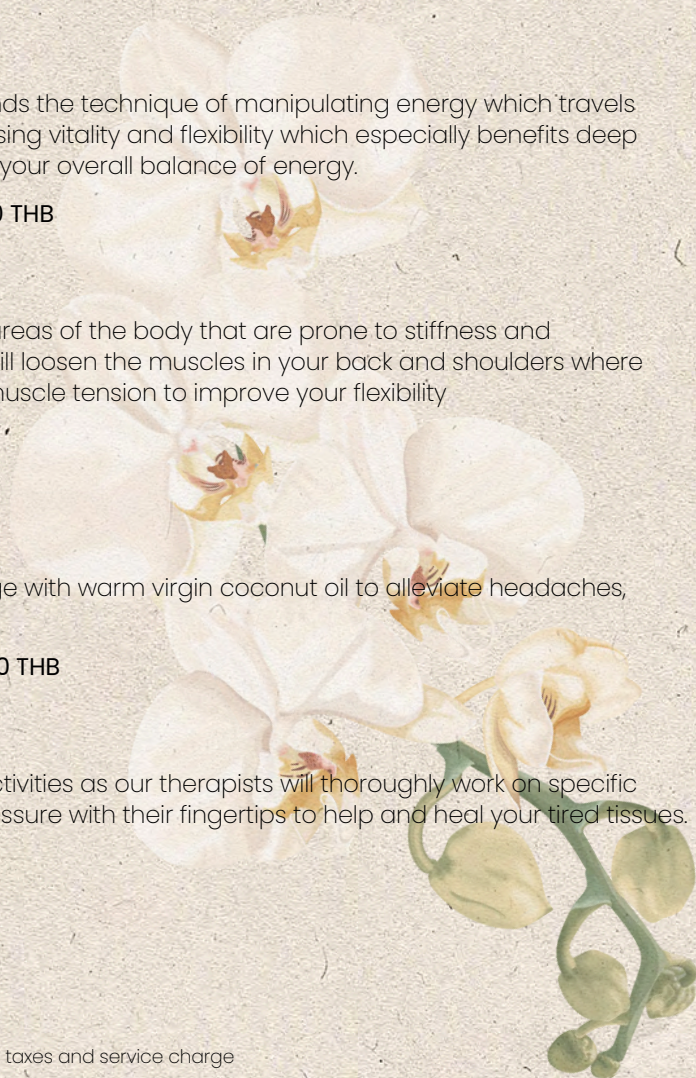 nds the technique of manipulating energy which travels
sing vitality and flexibility which especially benefits deep
your overall balance of energy.
0 THB
areas of the body that are prone to stiffness and
ill loosen the muscles in your back and shoulders where
muscle tension to improve your flexibility
ge with warm virgin coconut oil to alleviate headaches,
0 THB
ctivities as our therapists will thoroughly work on specific
ssure with their fingertips to help and heal your tired tissues.
taxes and service charge